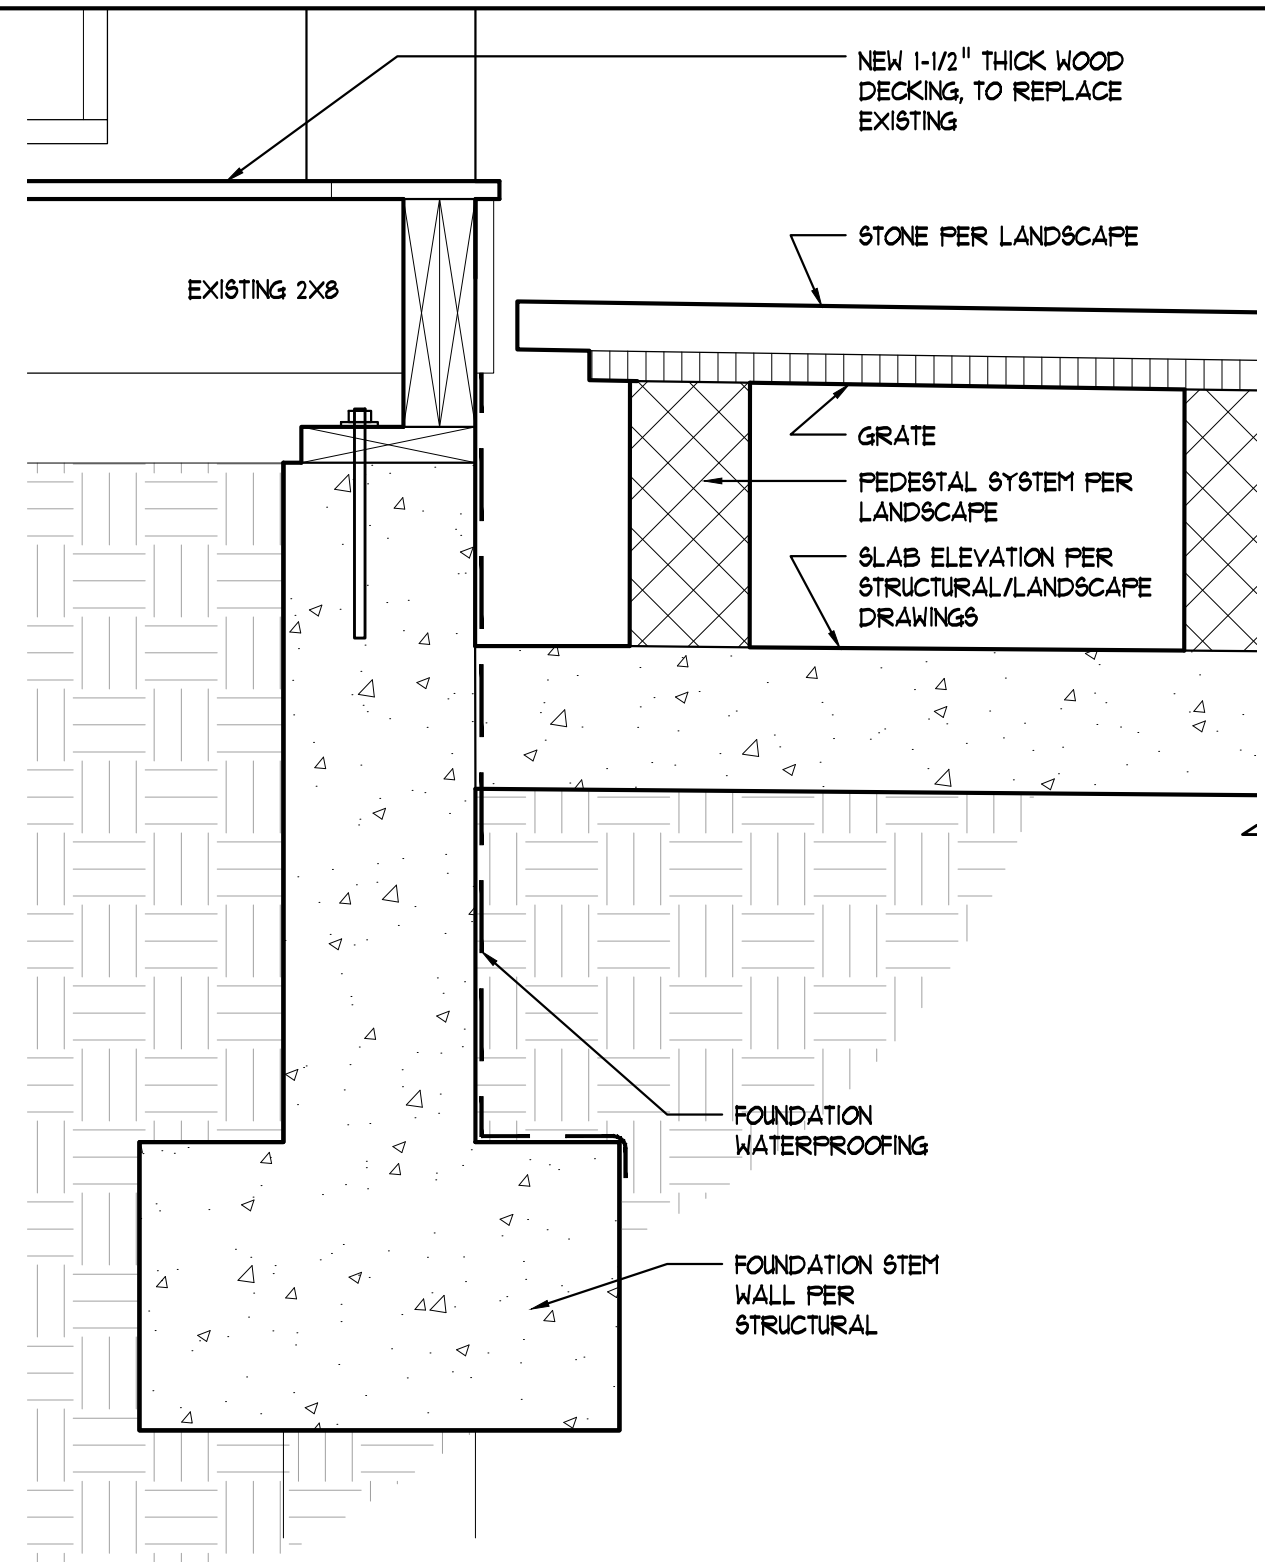 NEW 1-1/2" THICK WOOD
DECKING, TO REPLACE
EXISTING
STONE PER LANDSCAPE
EXISTING 2X8
GRATE
PEDESTAL SYSTEM PER
LANDSCAPE
SLAB ELEVATION PER
STRUCTURAL/LANDSCAPE
DRAWINGS
FOUNDATION
WATERPROOFING
FOUNDATION STEM
WALL PER
STRUCTURAL